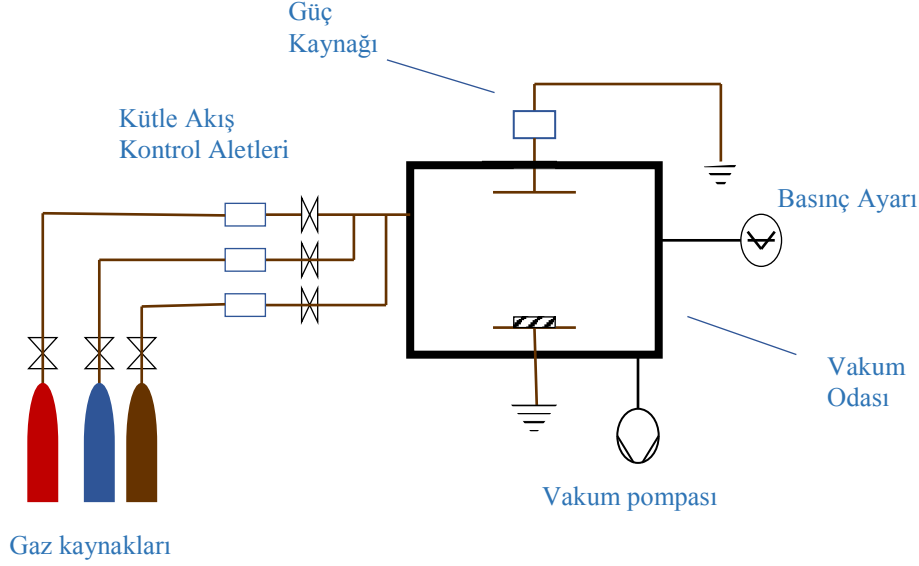 Güç
Kaynağı
Kütle Akış
Kontrol Aletleri
Basınç Ayarı
Vakum
Odası
Vakum pompası
Gaz kaynakları